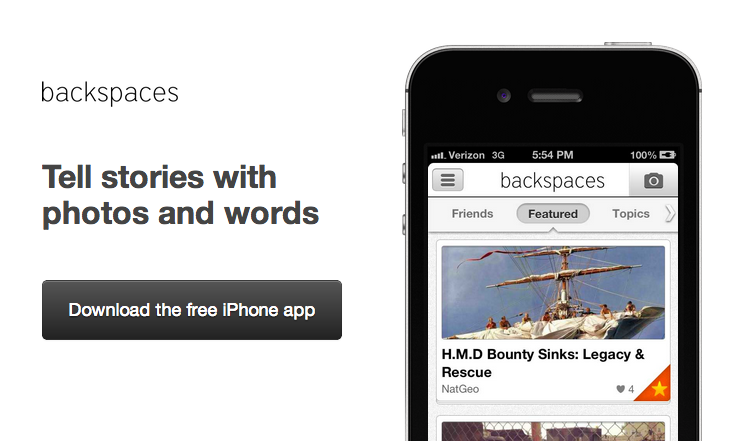 backspaces
Tell stories with
photos and words
Download the free iPhone app
Verizon 3G 5:54 PM 100%
backspaces
Friends Featured Topics
H.M.D Bounty Sinks: Legacy &
Rescue
NatGeo 4